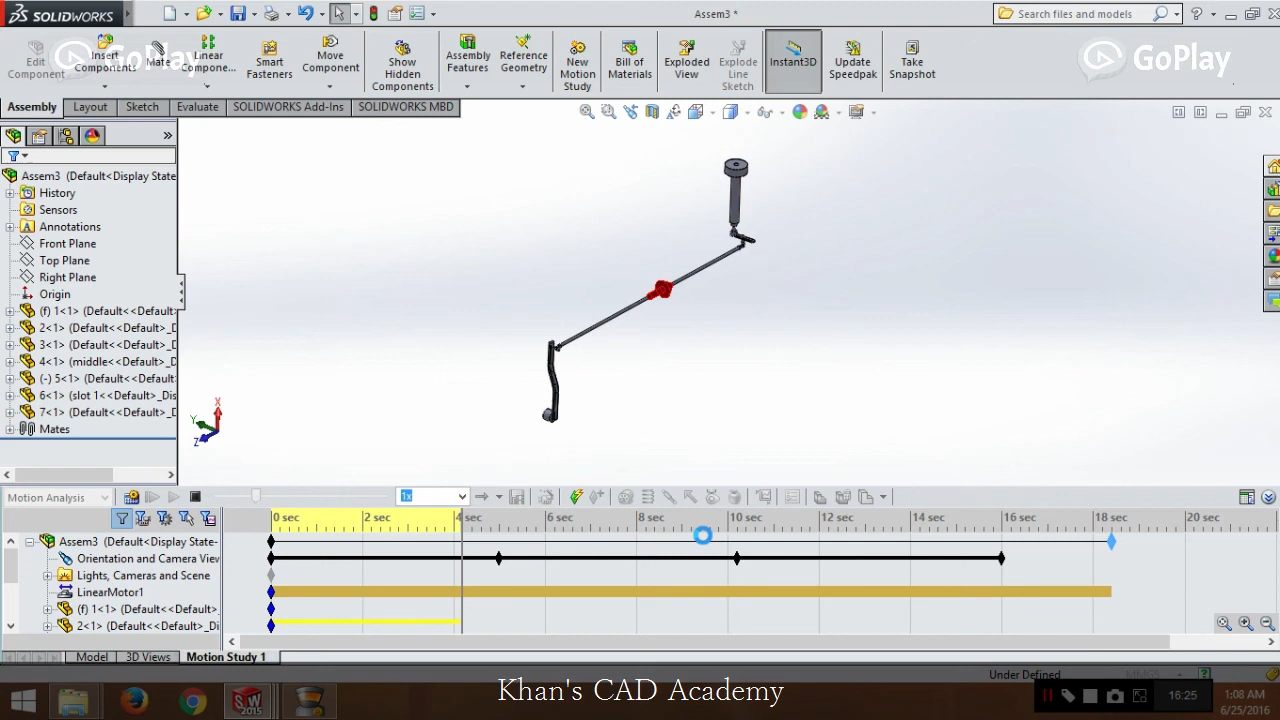 SOLIDWORKS
Assem3 *
Search files and models
GoPlay
GoPlay
Edit Component
Insert Components
Mate
Linear Compone...
Smart Fasteners
Move Component
Show Hidden Components
Assembly Features
Reference Geometry
New Motion Study
Bill of Materials
Exploded View
Explode Line Sketch
Instant3D
Update Speedpak
Take Snapshot
Assembly
Layout
Sketch
Evaluate
SOLIDWORKS Add-Ins
SOLIDWORKS MBD
Assem3 (Default<Display State
History
Sensors
Annotations
Front Plane
Top Plane
Right Plane
Origin
(f) 1<1> (Default<<Default
2<1> (Default<<Default>_D
3<1> (Default<<Default>_D
4<1> (middle<<Default>_D
(-) 5<1> (Default<<Default
6<1> (slot 1<<Default>_Dis
7<1> (Default<<Default>_D
Mates
X
Y
Z
Motion Analysis
1x
0 sec
2 sec
4 sec
6 sec
8 sec
10 sec
12 sec
14 sec
16 sec
18 sec
20 sec
Assem3 (Default<Display State-
Orientation and Camera View
Lights, Cameras and Scene
LinearMotor1
(f) 1<1> (Default<<Default>.
2<1> (Default<<Default>_Di
Model
3D Views
Motion Study 1
Under Defined
MMGS
Khan's CAD Academy
SW 2015
16:25
1:08 AM
6/25/2016